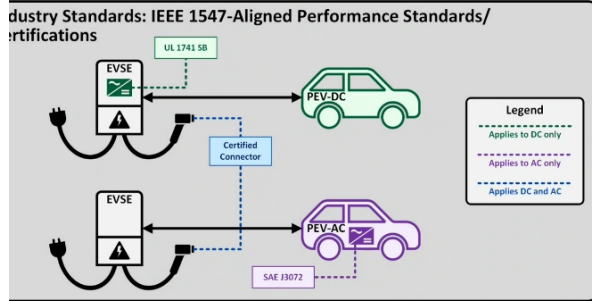 dustry Standards: IEEE 1547-Aligned Performance Standards/
ertifications
UL 1741 SB
EVSE
PEV-DC
Certified
Connector
EVSE
PEV-AC
SAE J3072
Legend
Applies to DC only
Applies to AC only
Applies DC and AC